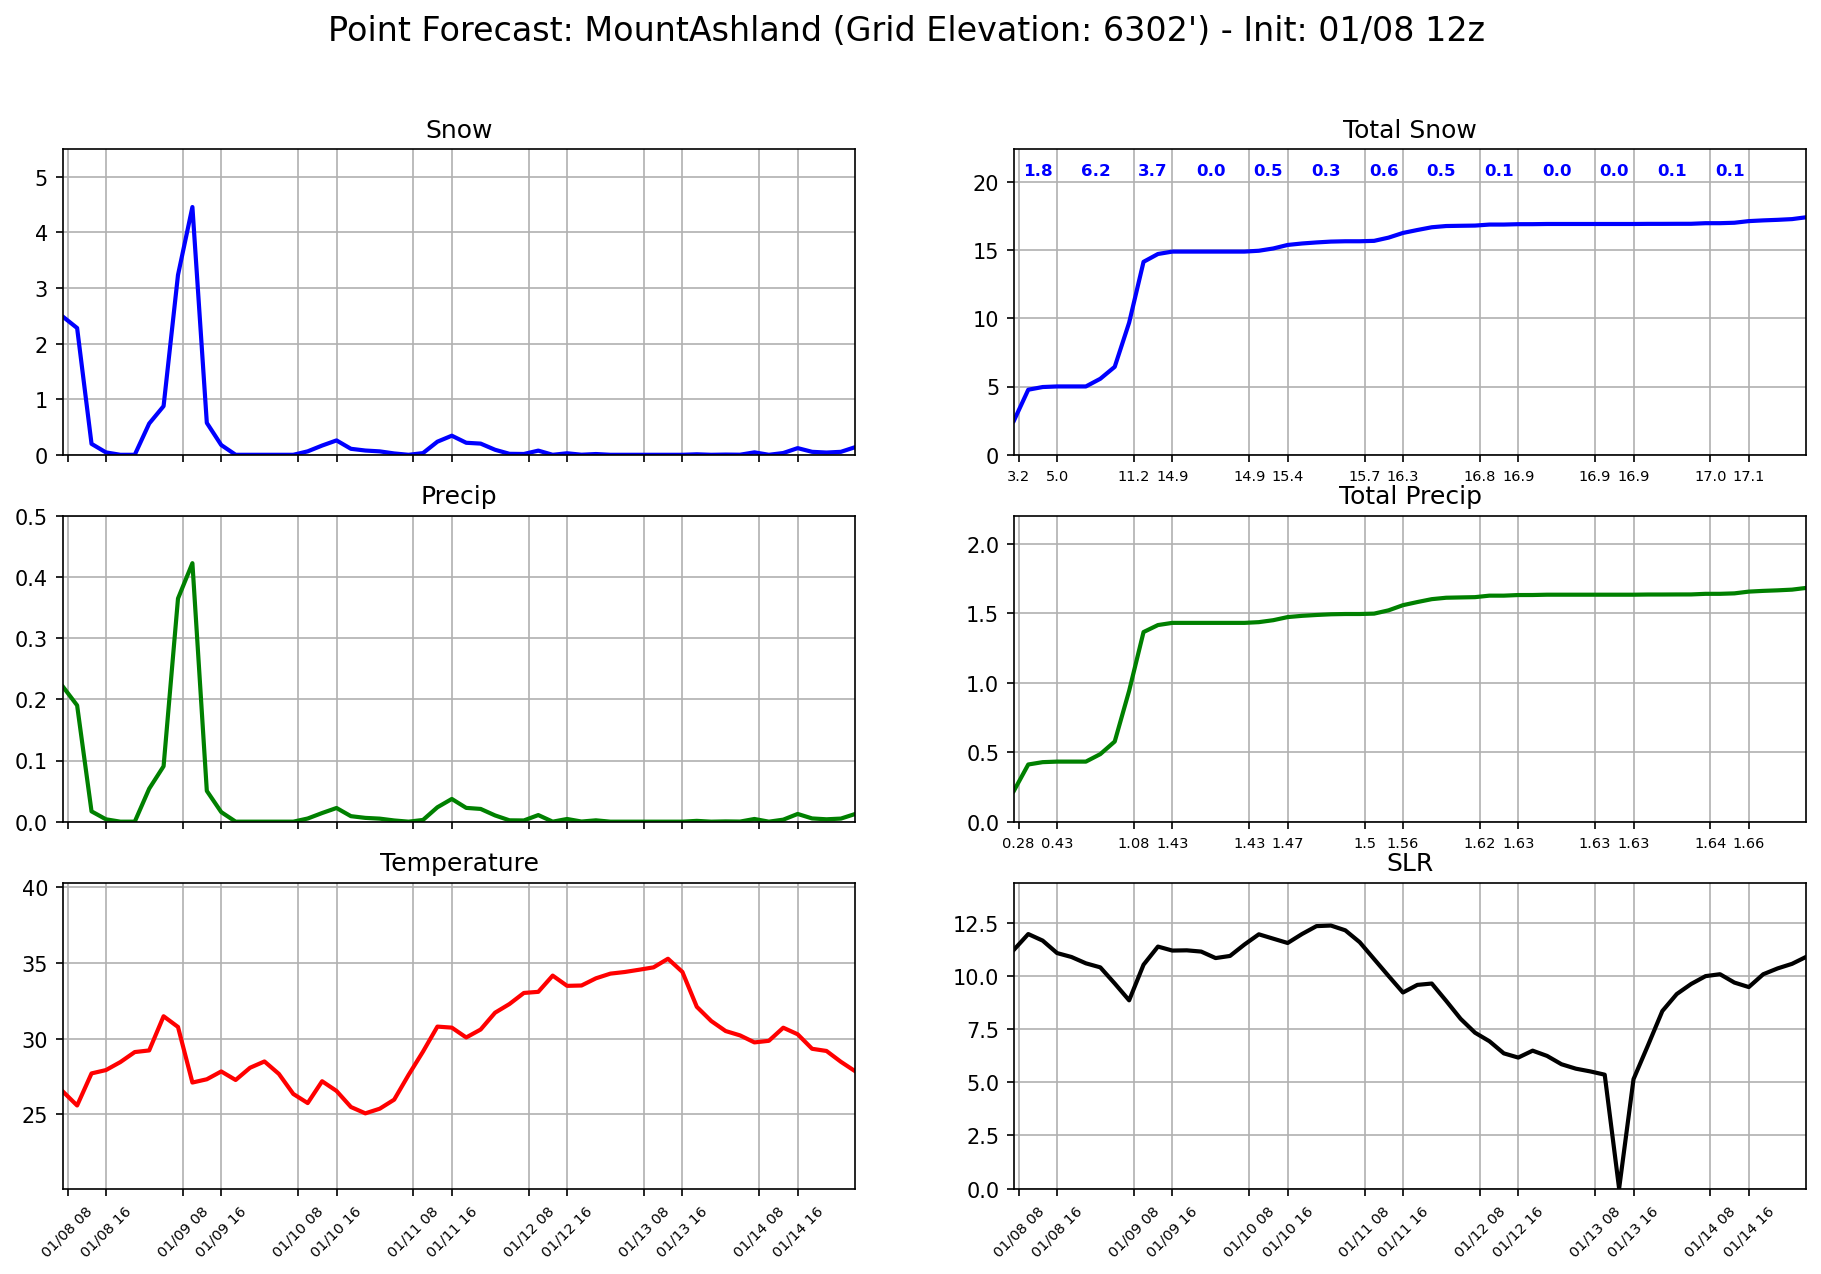 Point Forecast: MountAshland (Grid Elevation: 6302') - Init: 01/08 12z
Snow
5
4
3
2
1
0
Total Snow
1.8 6.2 3.7 0.0 0.5 0.3 0.6 0.5 0.1 0.0 0.0 0.1 0.1
20
15
10
5
0
3.2 5.0 11.2 14.9 14.9 15.4 15.7 16.3 16.8 16.9 16.9 16.9 17.0 17.1
Precip
0.5
0.4
0.3
0.2
0.1
0.0
Total Precip
2.0
1.5
1.0
0.5
0.0
0.28 0.43 1.08 1.43 1.43 1.47 1.5 1.56 1.62 1.63 1.63 1.63 1.64 1.66
Temperature
40
35
30
25
01/08 08 01/08 16 01/09 08 01/09 16 01/10 08 01/10 16 01/11 08 01/11 16 01/12 08 01/12 16 01/13 08 01/13 16 01/14 08 01/14 16
SLR
12.5
10.0
7.5
5.0
2.5
0.0
01/08 08 01/08 16 01/09 08 01/09 16 01/10 08 01/10 16 01/11 08 01/11 16 01/12 08 01/12 16 01/13 08 01/13 16 01/14 08 01/14 16